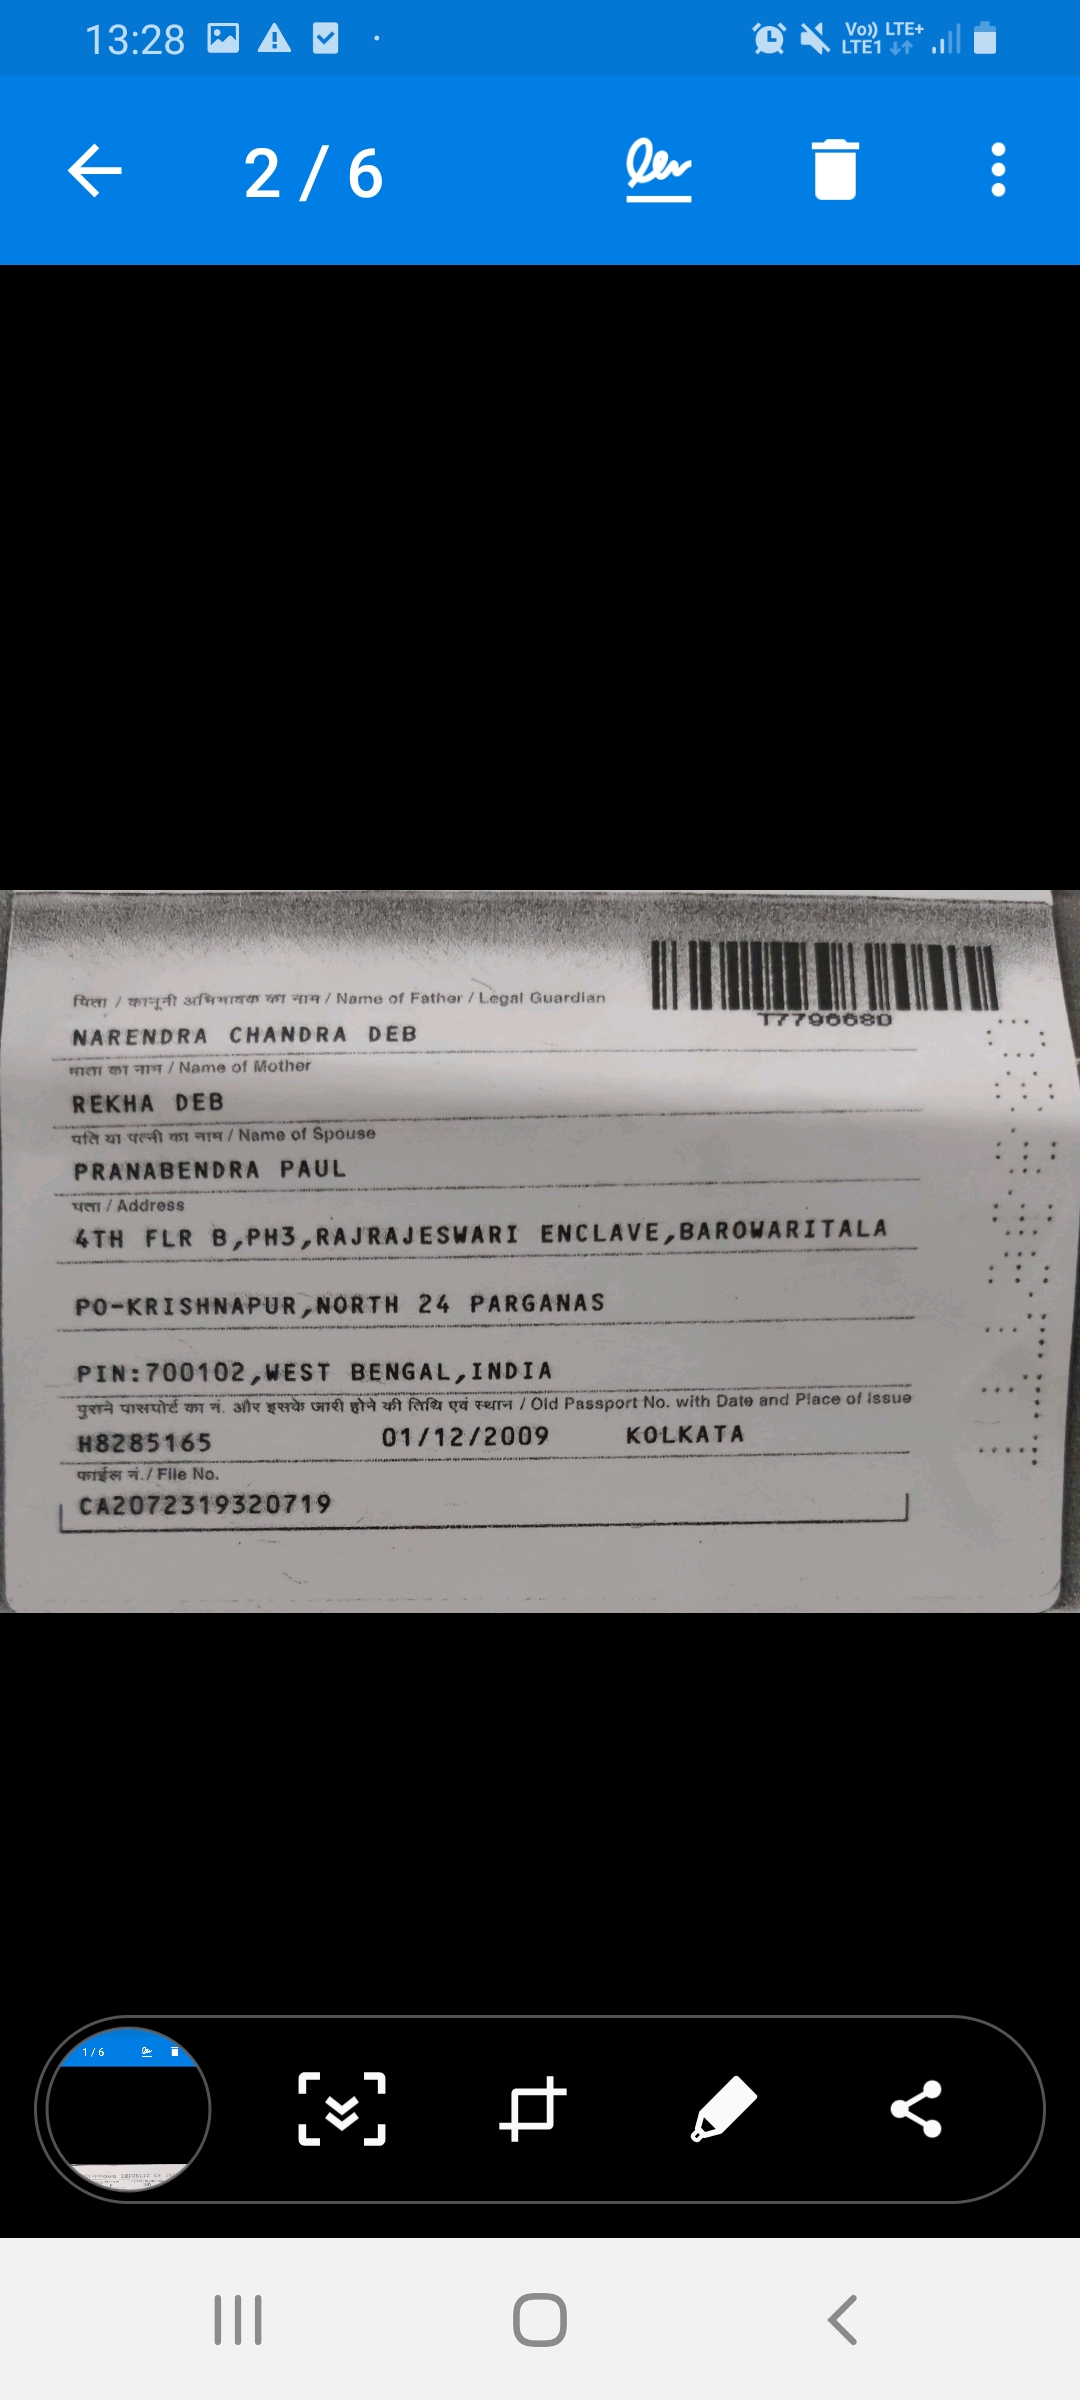 13:28
Vo)) LTE+
LTE1
2 / 6
पिता / कानूनी अभिभावक का नाम / Name of Father / Legal Guardian
T7796680
NARENDRA CHANDRA DEB
माता का नाम / Name of Mother
REKHA DEB
पति या पत्नी का नाम / Name of Spouse
PRANABENDRA PAUL
पता / Address
4TH FLR B,PH3,RAJRAJESWARI ENCLAVE,BAROWARITALA
PO-KRISHNAPUR,NORTH 24 PARGANAS
PIN:700102,WEST BENGAL,INDIA
पुराने पासपोर्ट का नं. और इसके जारी होने की तिथि एवं स्थान / Old Passport No. with Date and Place of Issue
H8285165 01/12/2009 KOLKATA
फाईल नं./ File No.
CA2072319320719
1 / 6